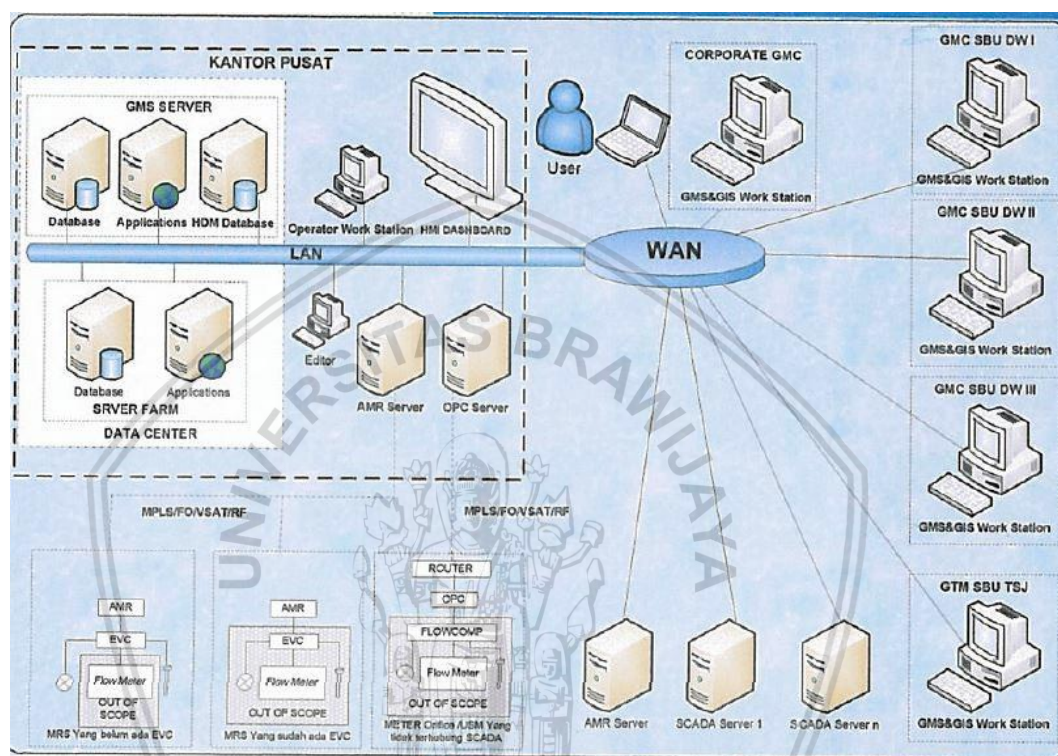 KANTOR PUSAT
GMS SERVER
Database
Applications
HDM Database
Operator Work Station
HMI DASHBOARD
LAN
Database
Applications
SRVER FARM
DATA CENTER
Editor
AMR Server
OPC Server
User
CORPORATE GMC
GMS&GIS Work Station
WAN
GMC SBU DW I
GMS&GIS Work Station
GMC SBU DW II
GMS&GIS Work Station
GMC SBU DW III
GMS&GIS Work Station
GTM SBU TSJ
GMS&GIS Work Station
MPLS/FO/VSAT/RF
MPLS/FO/VSAT/RF
AMR
EVC
Flow Meter
OUT OF
SCOPE
MRS Yang belum ada EVC
AMR
EVC
Flow Meter
OUT OF SCOPE
MRS Yang sudah ada EVC
ROUTER
OPC
FLOWCOMP
Flow Meter
OUT OF SCOPE
METER Orifice /USM Yang
tidak terhubung SCADA
AMR Server
SCADA Server 1
SCADA Server n
UNIVERSITAS BRAWIJAYA